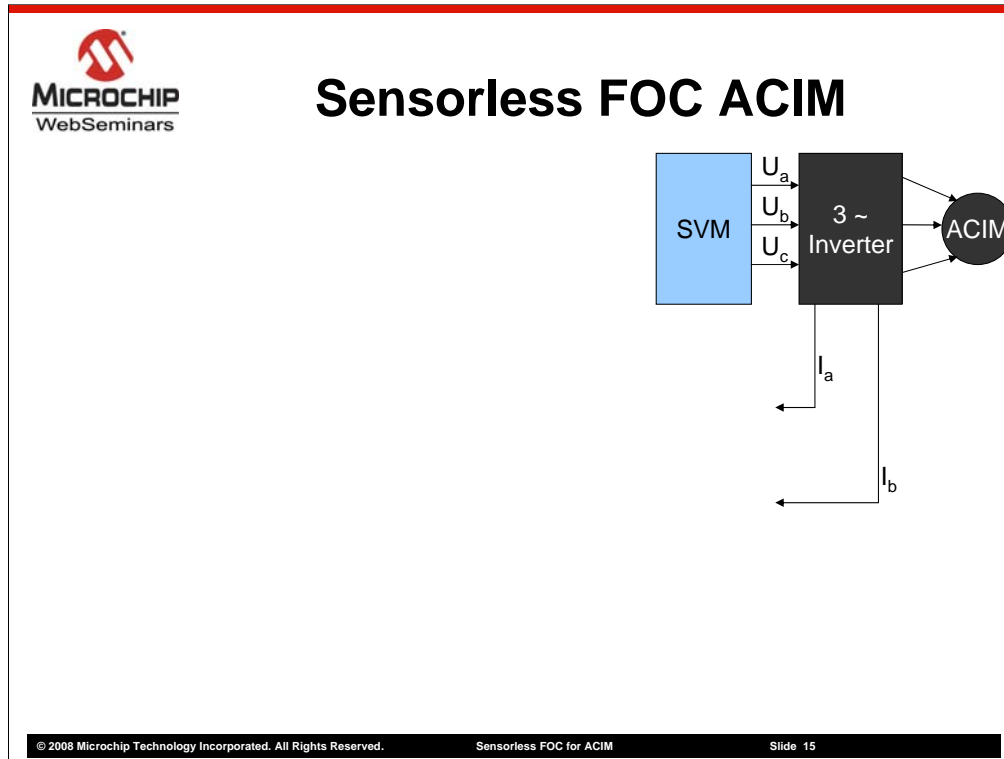 MICROCHIP
WebSeminars
Sensorless FOC ACIM
SVM
Ua
Ub
Uc
3 ~
Inverter
ACIM
Ia
Ib
© 2008 Microchip Technology Incorporated. All Rights Reserved.
Sensorless FOC for ACIM
Slide 15